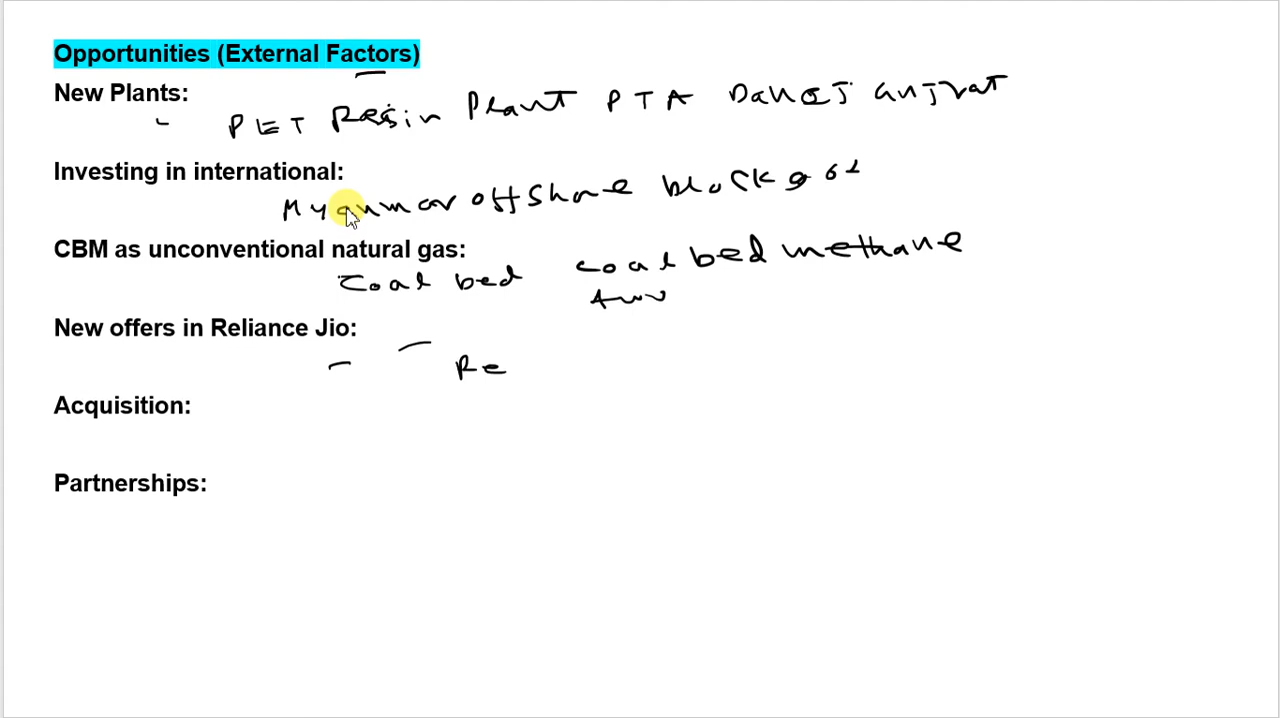 Opportunities (External Factors)
New Plants:
PET Resin Plant PTA Dahej Gujrat
Investing in international:
Myanmar offshore block
CBM as unconventional natural gas:
coal bed methane
Coal bed
New offers in Reliance Jio:
Re
Acquisition:
Partnerships: